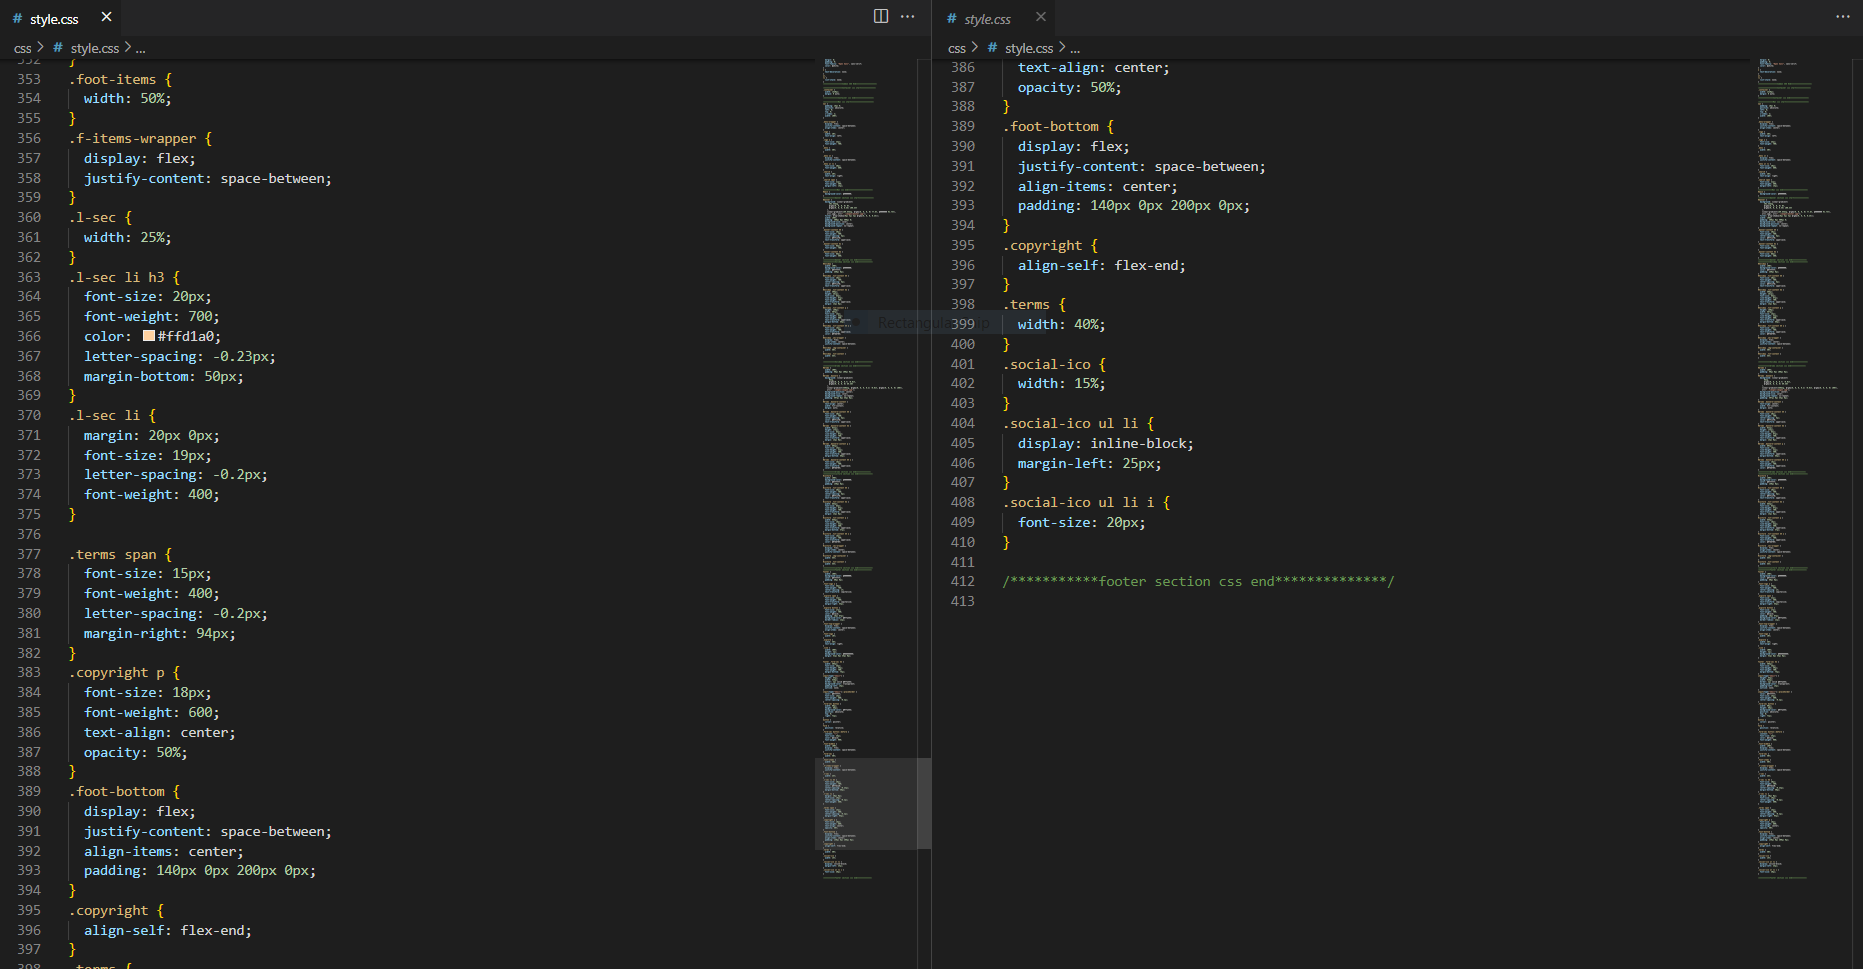 # style.css ×
css > # style.css > ...
352 }
353 .foot-items {
354 width: 50%;
355 }
356 .f-items-wrapper {
357 display: flex;
358 justify-content: space-between;
359 }
360 .l-sec {
361 width: 25%;
362 }
363 .l-sec li h3 {
364 font-size: 20px;
365 font-weight: 700;
366 color: #ffd1a0;
367 letter-spacing: -0.23px;
368 margin-bottom: 50px;
369 }
370 .l-sec li {
371 margin: 20px 0px;
372 font-size: 19px;
373 letter-spacing: -0.2px;
374 font-weight: 400;
375 }
376
377 .terms span {
378 font-size: 15px;
379 font-weight: 400;
380 letter-spacing: -0.2px;
381 margin-right: 94px;
382 }
383 .copyright p {
384 font-size: 18px;
385 font-weight: 600;
386 text-align: center;
387 opacity: 50%;
388 }
389 .foot-bottom {
390 display: flex;
391 justify-content: space-between;
392 align-items: center;
393 padding: 140px 0px 200px 0px;
394 }
395 .copyright {
396 align-self: flex-end;
397 }
398 .terms {
# style.css ×
css > # style.css > ...
386 text-align: center;
387 opacity: 50%;
388 }
389 .foot-bottom {
390 display: flex;
391 justify-content: space-between;
392 align-items: center;
393 padding: 140px 0px 200px 0px;
394 }
395 .copyright {
396 align-self: flex-end;
397 }
398 .terms {
399 width: 40%;
400 }
401 .social-ico {
402 width: 15%;
403 }
404 .social-ico ul li {
405 display: inline-block;
406 margin-left: 25px;
407 }
408 .social-ico ul li i {
409 font-size: 20px;
410 }
411
412 /***********footer section css end**************/
413